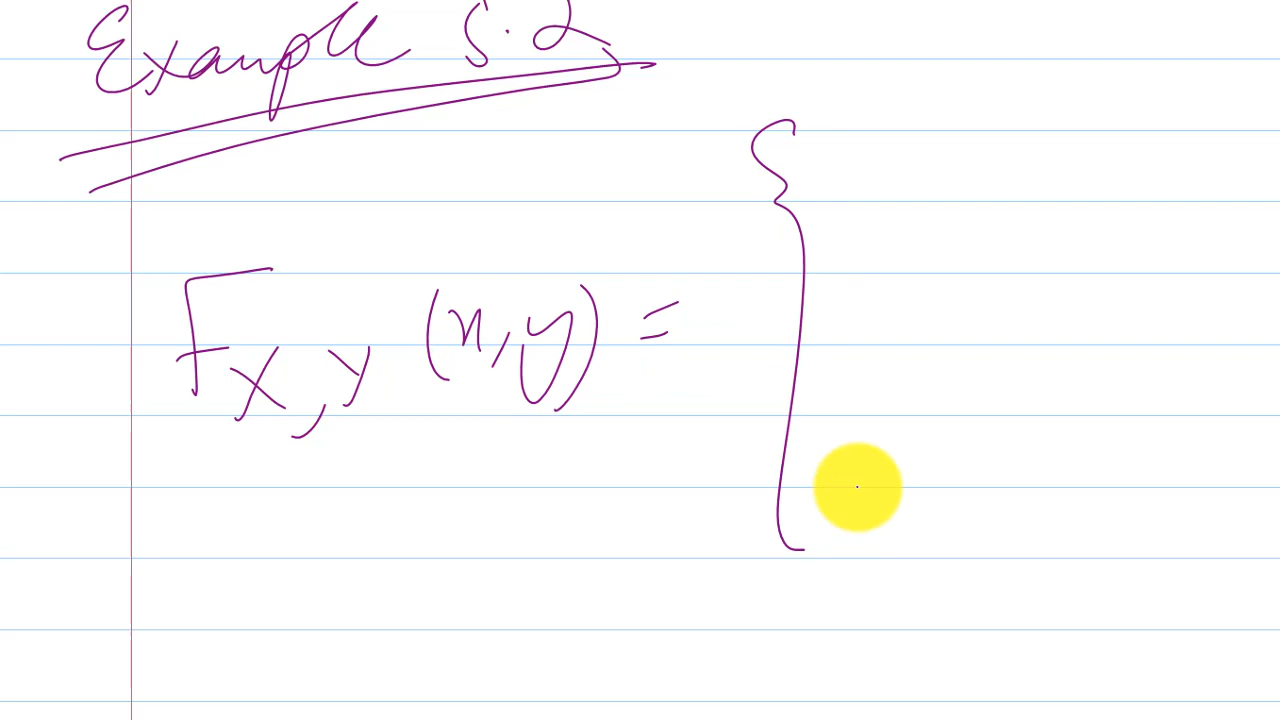 Example 5.2
F_{X,Y} (x,y) = {